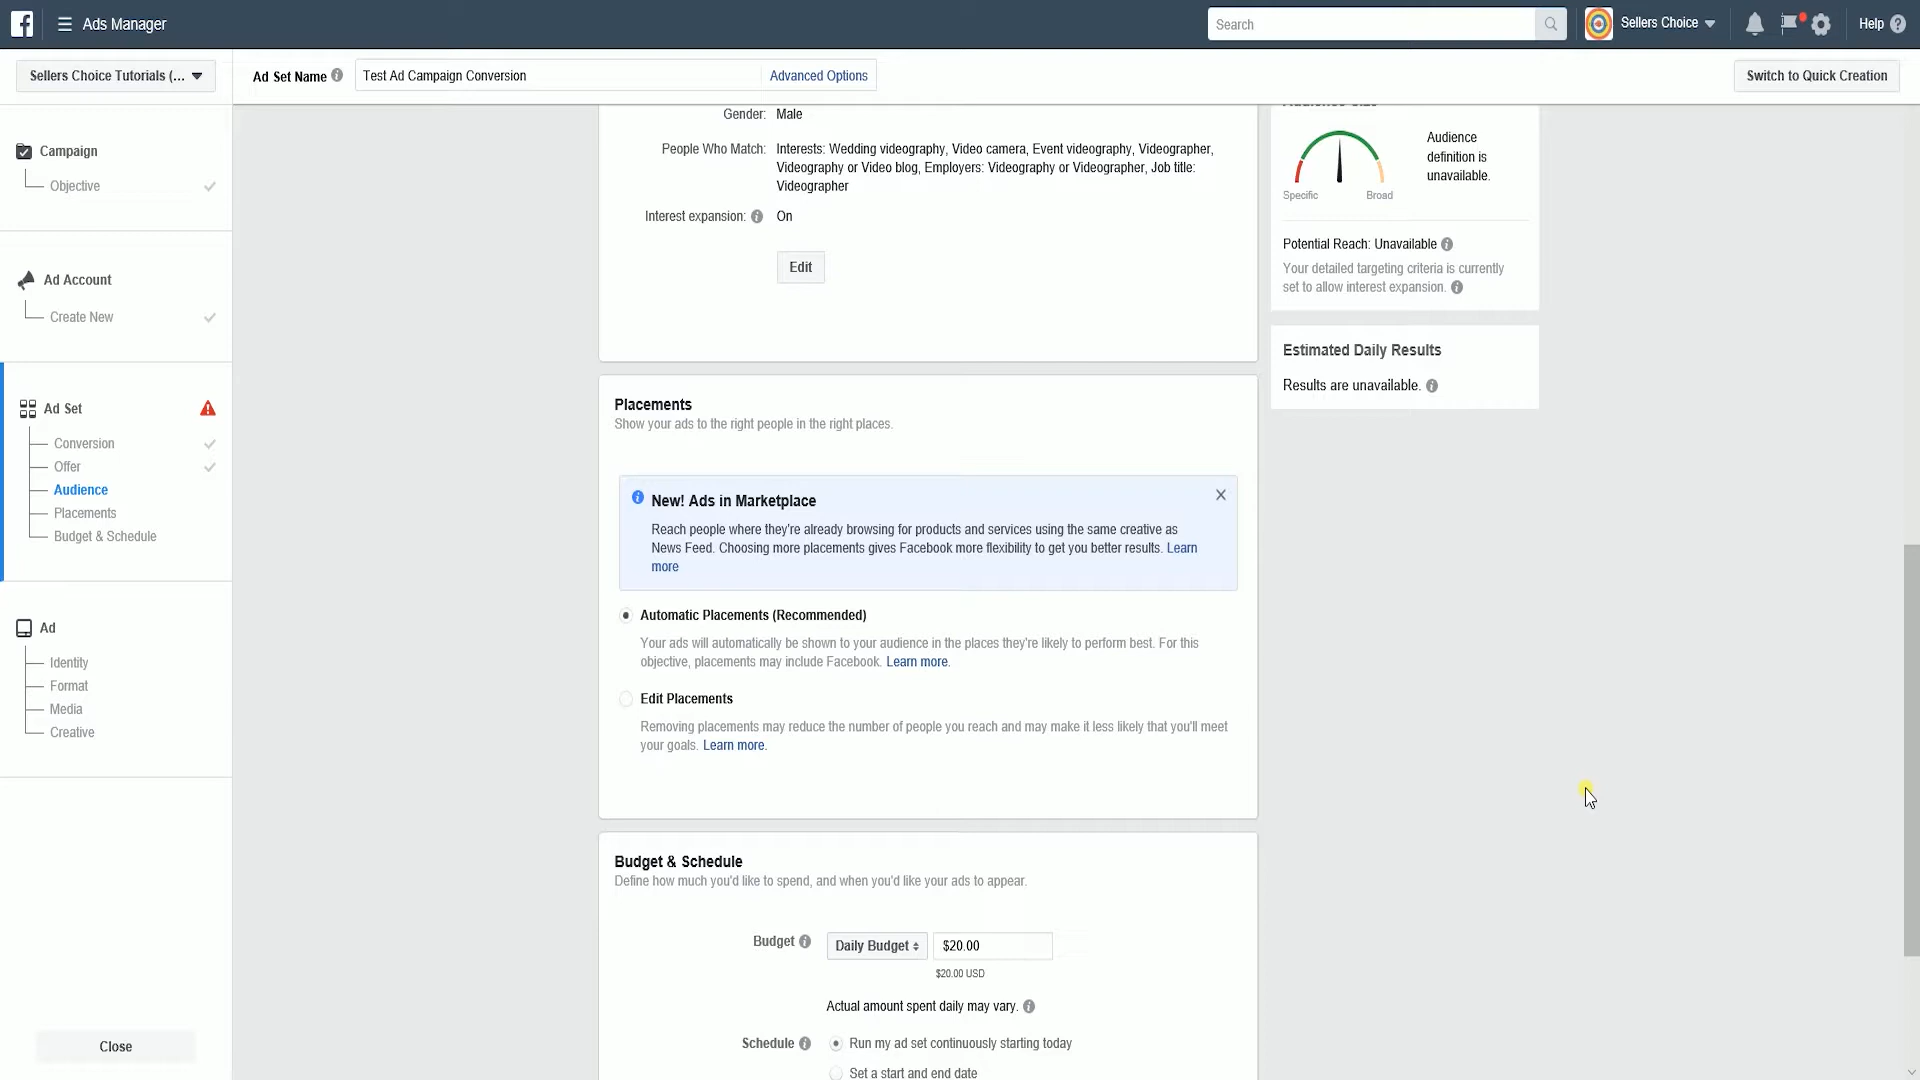 Ads Manager
Search
Sellers Choice
Help
Sellers Choice Tutorials (...
Ad Set Name
Test Ad Campaign Conversion
Advanced Options
Switch to Quick Creation
Campaign
Objective
Ad Account
Create New
Ad Set
Conversion
Offer
Audience
Placements
Budget & Schedule
Ad
Identity
Format
Media
Creative
Close
Gender: Male
People Who Match: Interests: Wedding videography, Video camera, Event videography, Videographer,
Videography or Video blog, Employers: Videography or Videographer, Job title:
Videographer
Interest expansion: On
Edit
Placements
Show your ads to the right people in the right places.
New! Ads in Marketplace
Reach people where they're already browsing for products and services using the same creative as
News Feed. Choosing more placements gives Facebook more flexibility to get you better results. Learn
more
Automatic Placements (Recommended)
Your ads will automatically be shown to your audience in the places they're likely to perform best. For this
objective, placements may include Facebook. Learn more.
Edit Placements
Removing placements may reduce the number of people you reach and may make it less likely that you'll meet
your goals. Learn more.
Budget & Schedule
Define how much you'd like to spend, and when you'd like your ads to appear.
Budget
Daily Budget
$20.00
$20.00 USD
Actual amount spent daily may vary.
Schedule
Run my ad set continuously starting today
Set a start and end date
Audience Size
Audience
definition is
unavailable.
Specific
Broad
Potential Reach: Unavailable
Your detailed targeting criteria is currently
set to allow interest expansion.
Estimated Daily Results
Results are unavailable.